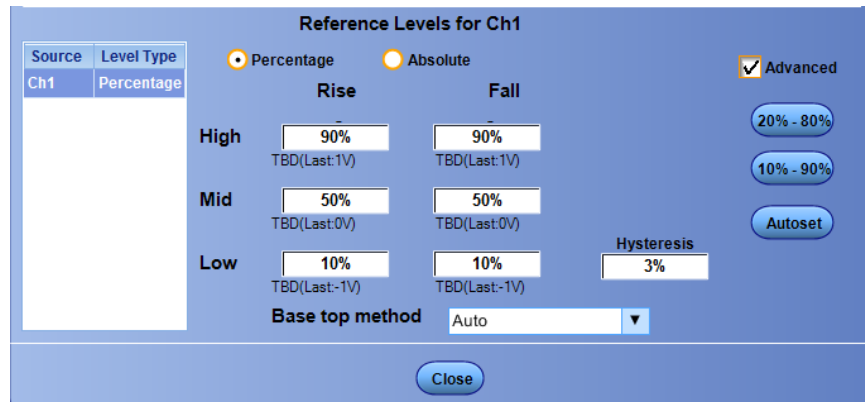 Reference Levels for Ch1
Source Level Type
Ch1 Percentage
Percentage Absolute
Advanced
Rise Fall
20% - 80%
High 90% 90%
TBD(Last:1V) TBD(Last:1V)
10% - 90%
Mid 50% 50%
TBD(Last:0V) TBD(Last:0V)
Autoset
Hysteresis
Low 10% 10% 3%
TBD(Last:-1V) TBD(Last:-1V)
Base top method Auto
Close